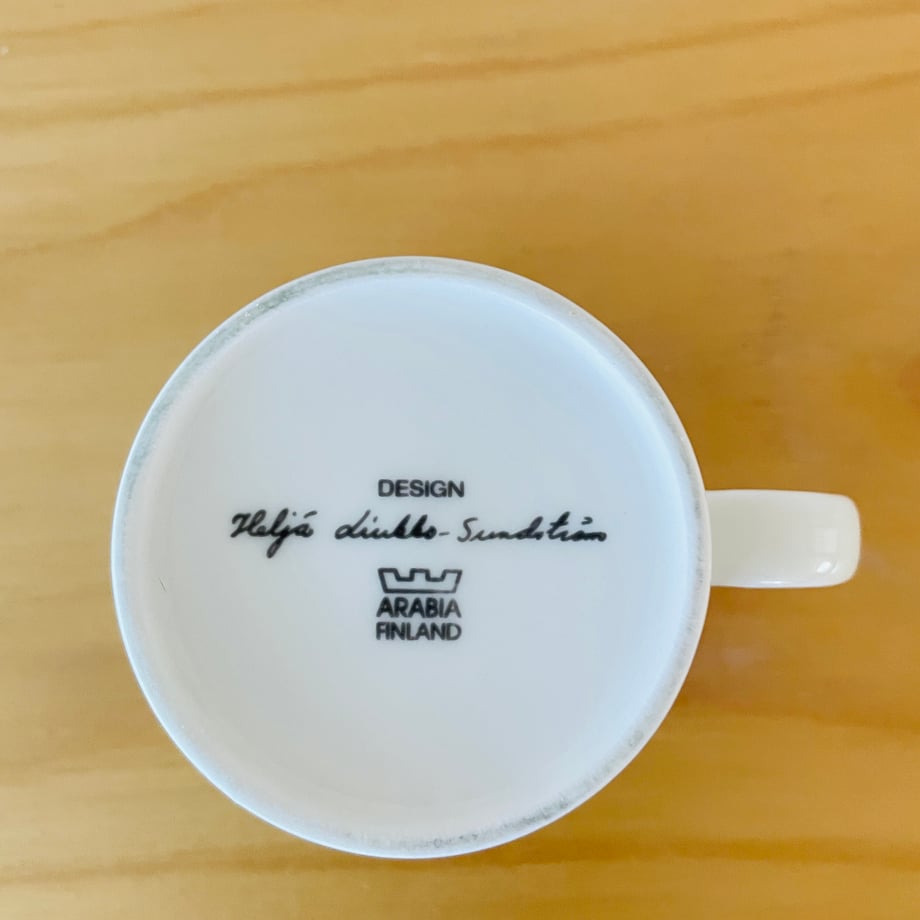 DESIGN
Heljä Liukko-Sundström
ARABIA
FINLAND